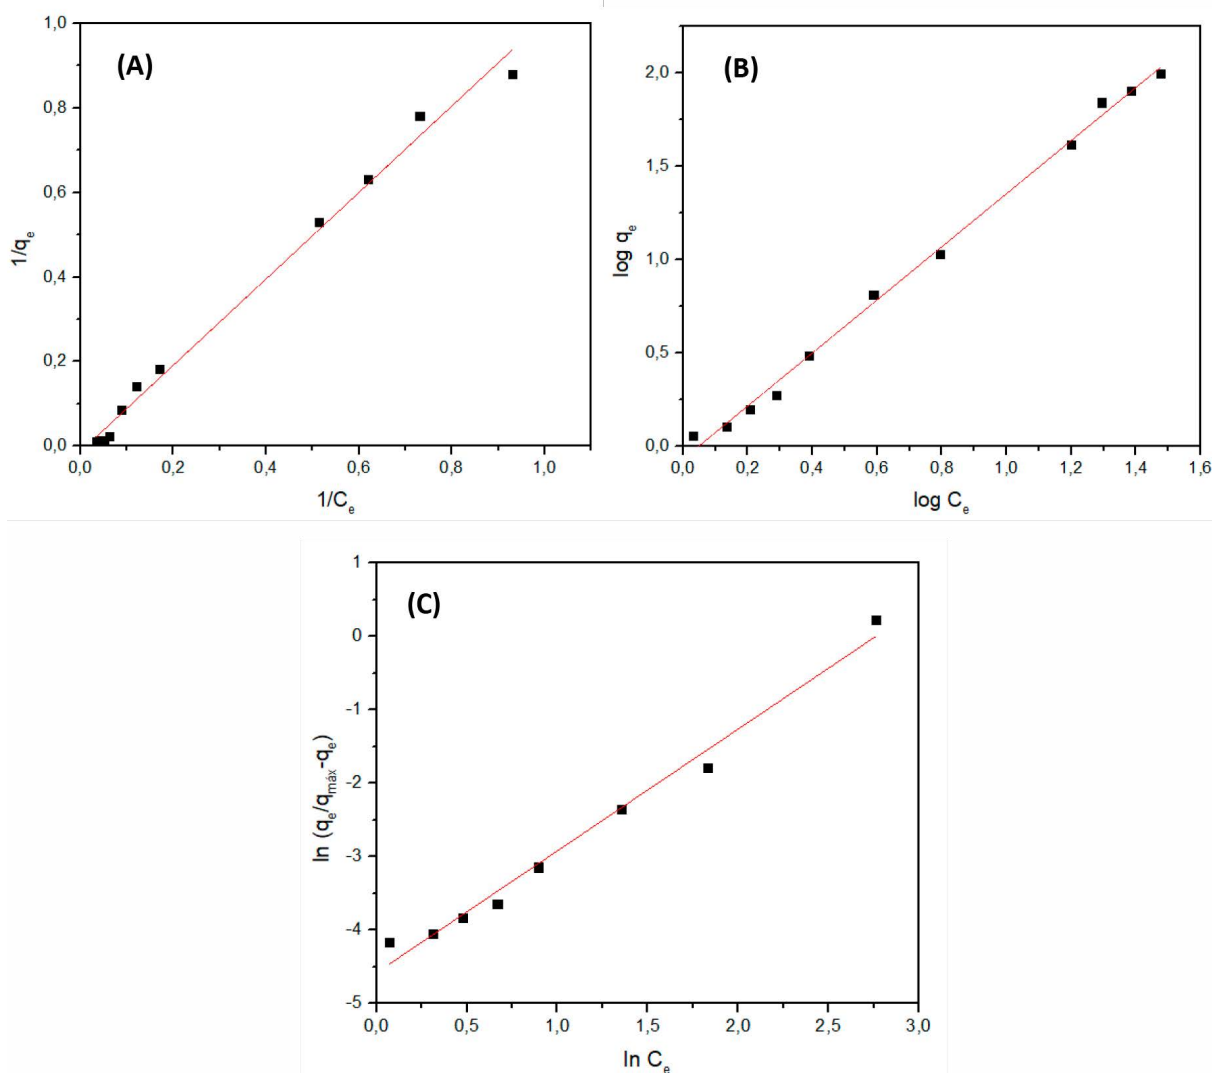 (A)
1,0
0,8
0,6
0,4
0,2
0,0
1/qe
0,0 0,2 0,4 0,6 0,8 1,0
1/Ce
(B)
2,0
1,5
1,0
0,5
0,0
log qe
0,0 0,2 0,4 0,6 0,8 1,0 1,2 1,4 1,6
log Ce
(C)
1
0
-1
-2
-3
-4
-5
ln (qe/qmáx-qe)
0,0 0,5 1,0 1,5 2,0 2,5 3,0
ln Ce